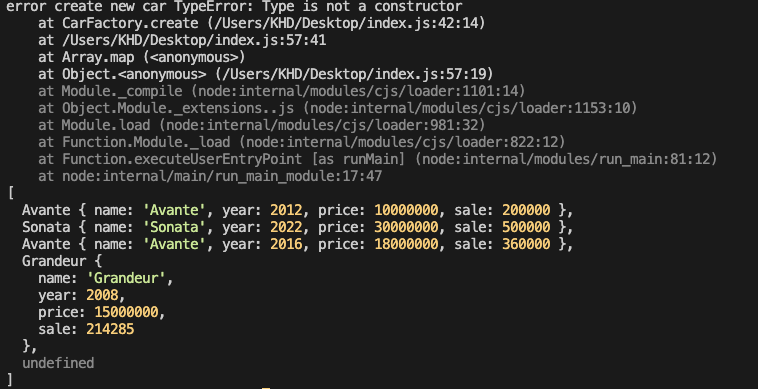 error create new car TypeError: Type is not a constructor
    at CarFactory.create (/Users/KHD/Desktop/index.js:42:14)
    at /Users/KHD/Desktop/index.js:57:41
    at Array.map (<anonymous>)
    at Object.<anonymous> (/Users/KHD/Desktop/index.js:57:19)
    at Module._compile (node:internal/modules/cjs/loader:1101:14)
    at Object.Module._extensions..js (node:internal/modules/cjs/loader:1153:10)
    at Module.load (node:internal/modules/cjs/loader:981:32)
    at Function.Module._load (node:internal/modules/cjs/loader:822:12)
    at Function.executeUserEntryPoint [as runMain] (node:internal/modules/run_main:81:12)
    at node:internal/main/run_main_module:17:47
[
  Avante { name: 'Avante', year: 2012, price: 10000000, sale: 200000 },
  Sonata { name: 'Sonata', year: 2022, price: 30000000, sale: 500000 },
  Avante { name: 'Avante', year: 2016, price: 18000000, sale: 360000 },
  Grandeur {
    name: 'Grandeur',
    year: 2008,
    price: 15000000,
    sale: 214285
  },
  undefined
]